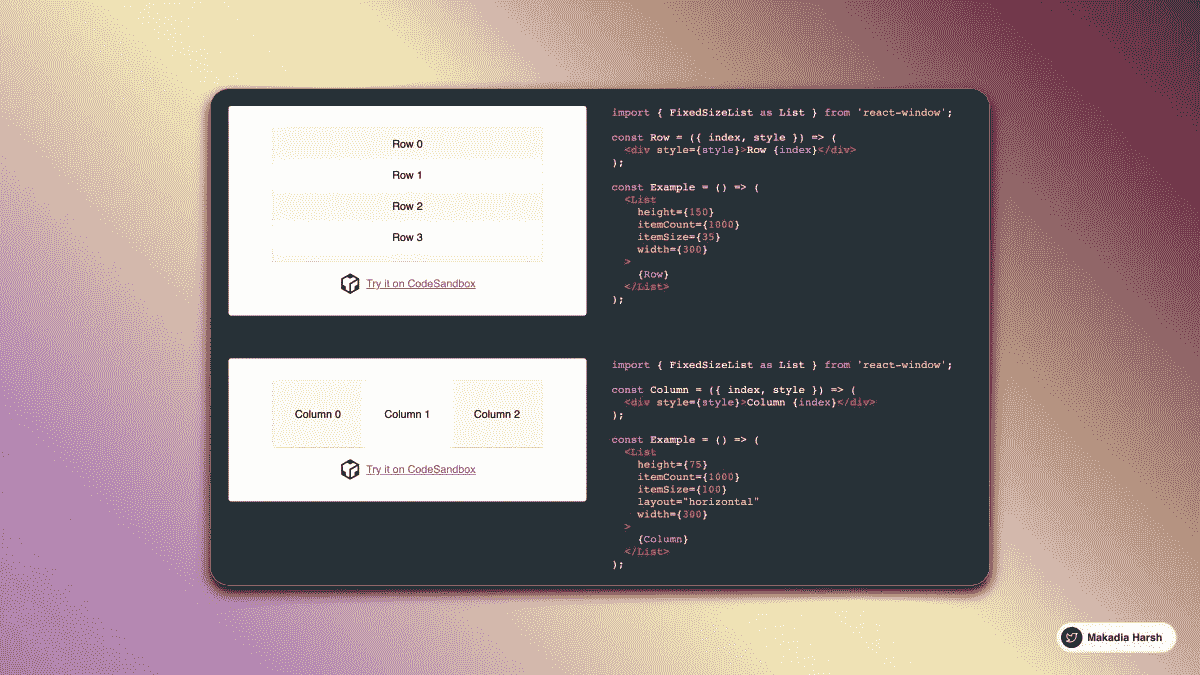 Row 0
Row 1
Row 2
Row 3
Try it on CodeSandbox
import { FixedSizeList as List } from 'react-window';
const Row = ({ index, style }) => (
<div style={style}>Row {index}</div>
);
const Example = () => (
<List
height={150}
itemCount={1000}
itemSize={35}
width={300}
>
{Row}
</List>
);
Column 0 Column 1 Column 2
Try it on CodeSandbox
import { FixedSizeList as List } from 'react-window';
const Column = ({ index, style }) => (
<div style={style}>Column {index}</div>
);
const Example = () => (
<List
height={75}
itemCount={1000}
itemSize={100}
layout="horizontal"
width={300}
>
{Column}
</List>
);
Makadia Harsh